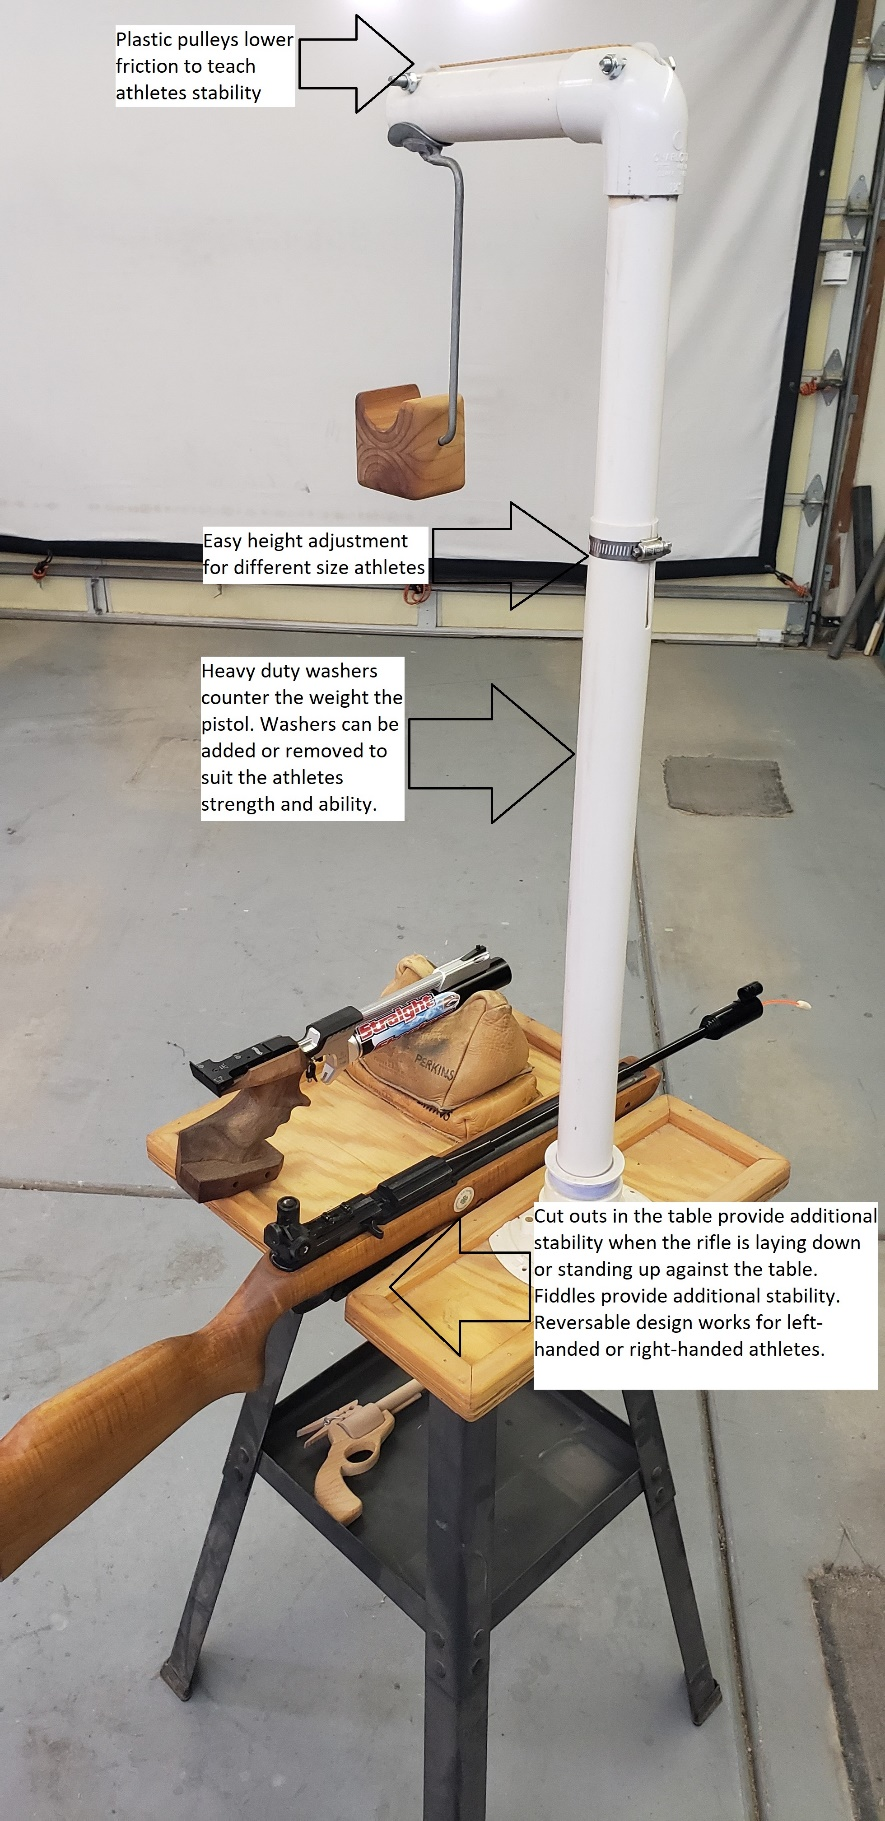 Plastic pulleys lower
friction to teach
athletes stability
Easy height adjustment
for different size athletes
Heavy duty washers
counter the weight the
pistol. Washers can be
added or removed to
suit the athletes
strength and ability.
Straight
PERKINS
Cut outs in the table provide additional
stability when the rifle is laying down
or standing up against the table.
Fiddles provide additional stability.
Reversable design works for left-
handed or right-handed athletes.